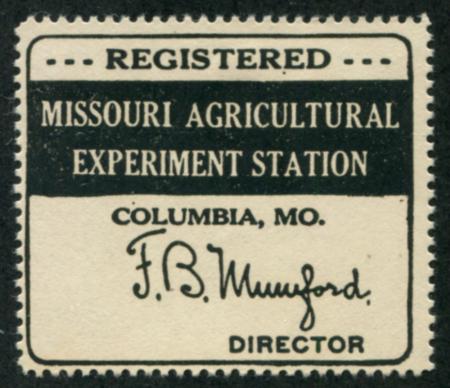 --- REGISTERED ---
MISSOURI AGRICULTURAL
EXPERIMENT STATION
COLUMBIA, MO.
F. B. Mumford.
DIRECTOR